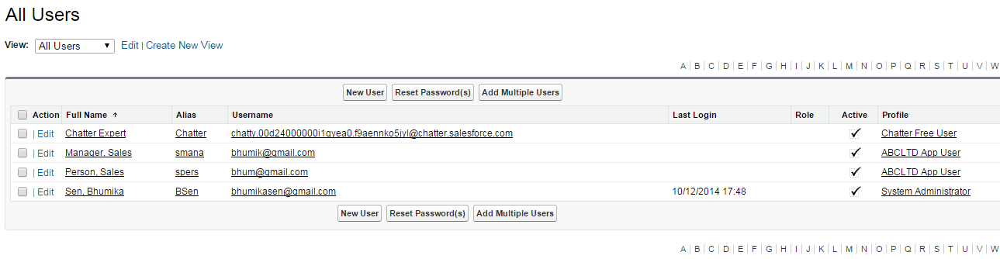 All Users
View: All Users Edit | Create New View
A | B | C | D | E | F | G | H | I | J | K | L | M | N | O | P | Q | R | S | T | U | V | W
New User Reset Password(s) Add Multiple Users
Action Full Name ↑ Alias Username Last Login Role Active Profile
| Edit Chatter Expert Chatter chatty.00d24000000i1qyea0.f9aennko5jyl@chatter.salesforce.com Chatter Free User
| Edit Manager, Sales smana bhumik@gmail.com ABCLTD App User
| Edit Person, Sales spers bhum@gmail.com ABCLTD App User
| Edit Sen, Bhumika BSen bhumikasen@gmail.com 10/12/2014 17:48 System Administrator
New User Reset Password(s) Add Multiple Users
A | B | C | D | E | F | G | H | I | J | K | L | M | N | O | P | Q | R | S | T | U | V | W